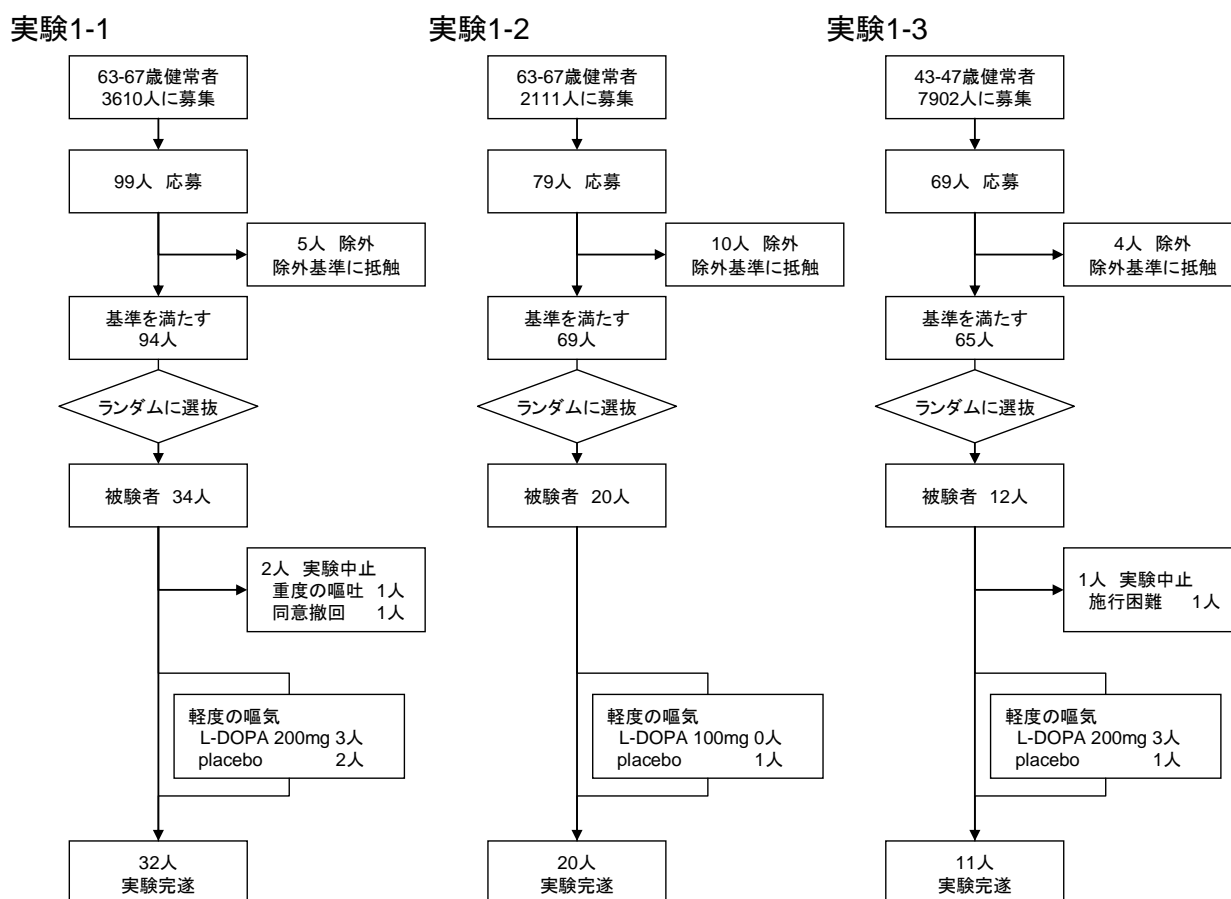 実験1-1
63-67歳健常者
3610人に募集
99人 応募
5人 除外
除外基準に抵触
基準を満たす
94人
ランダムに選抜
被験者 34人
2人 実験中止
重度の嘔吐 1人
同意撤回 1人
軽度の嘔気
L-DOPA 200mg 3人
placebo 2人
32人
実験完遂
実験1-2
63-67歳健常者
2111人に募集
79人 応募
10人 除外
除外基準に抵触
基準を満たす
69人
ランダムに選抜
被験者 20人
軽度の嘔気
L-DOPA 100mg 0人
placebo 1人
20人
実験完遂
実験1-3
43-47歳健常者
7902人に募集
69人 応募
4人 除外
除外基準に抵触
基準を満たす
65人
ランダムに選抜
被験者 12人
1人 実験中止
施行困難 1人
軽度の嘔気
L-DOPA 200mg 3人
placebo 1人
11人
実験完遂